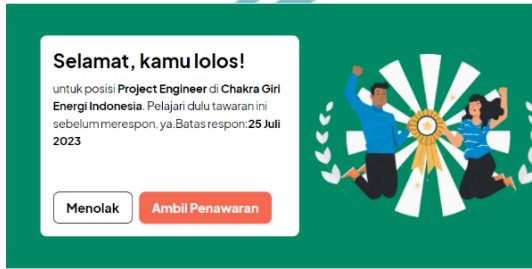 Selamat, kamu lolos!
untuk posisi Project Engineer di Chakra Giri
Energi Indonesia. Pelajari dulu tawaran ini
sebelum merespon, ya.Batas respon:25 Juli
2023
Menolak
Ambil Penawaran